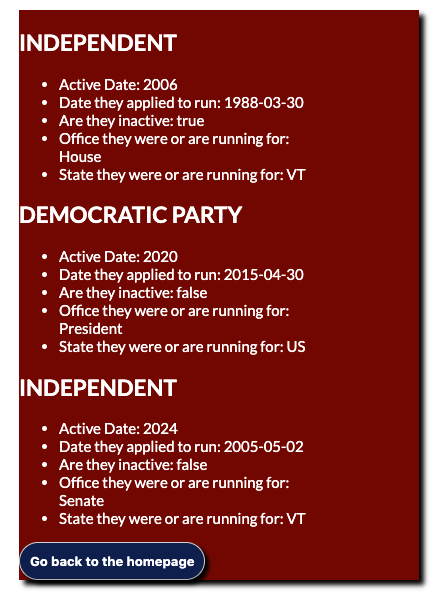 INDEPENDENT
• Active Date: 2006
• Date they applied to run: 1988-03-30
• Are they inactive: true
• Office they were or are running for:
House
• State they were or are running for: VT
DEMOCRATIC PARTY
• Active Date: 2020
• Date they applied to run: 2015-04-30
• Are they inactive: false
• Office they were or are running for:
President
• State they were or are running for: US
INDEPENDENT
• Active Date: 2024
• Date they applied to run: 2005-05-02
• Are they inactive: false
• Office they were or are running for:
Senate
• State they were or are running for: VT
Go back to the homepage